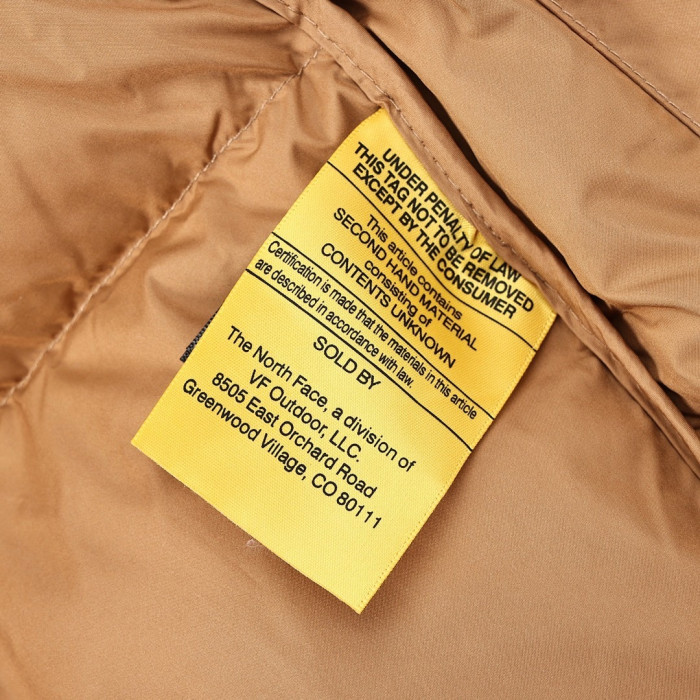 UNDER PENALTY OF LAW
THIS TAG NOT TO BE REMOVED
EXCEPT BY THE CONSUMER
This article contains
SECOND HAND MATERIAL
consisting of
CONTENTS UNKNOWN
Certification is made that the materials in this article
are described in accordance with law.
SOLD BY
The North Face, a division of
VF Outdoor, LLC.
8505 East Orchard Road
Greenwood Village, CO 80111